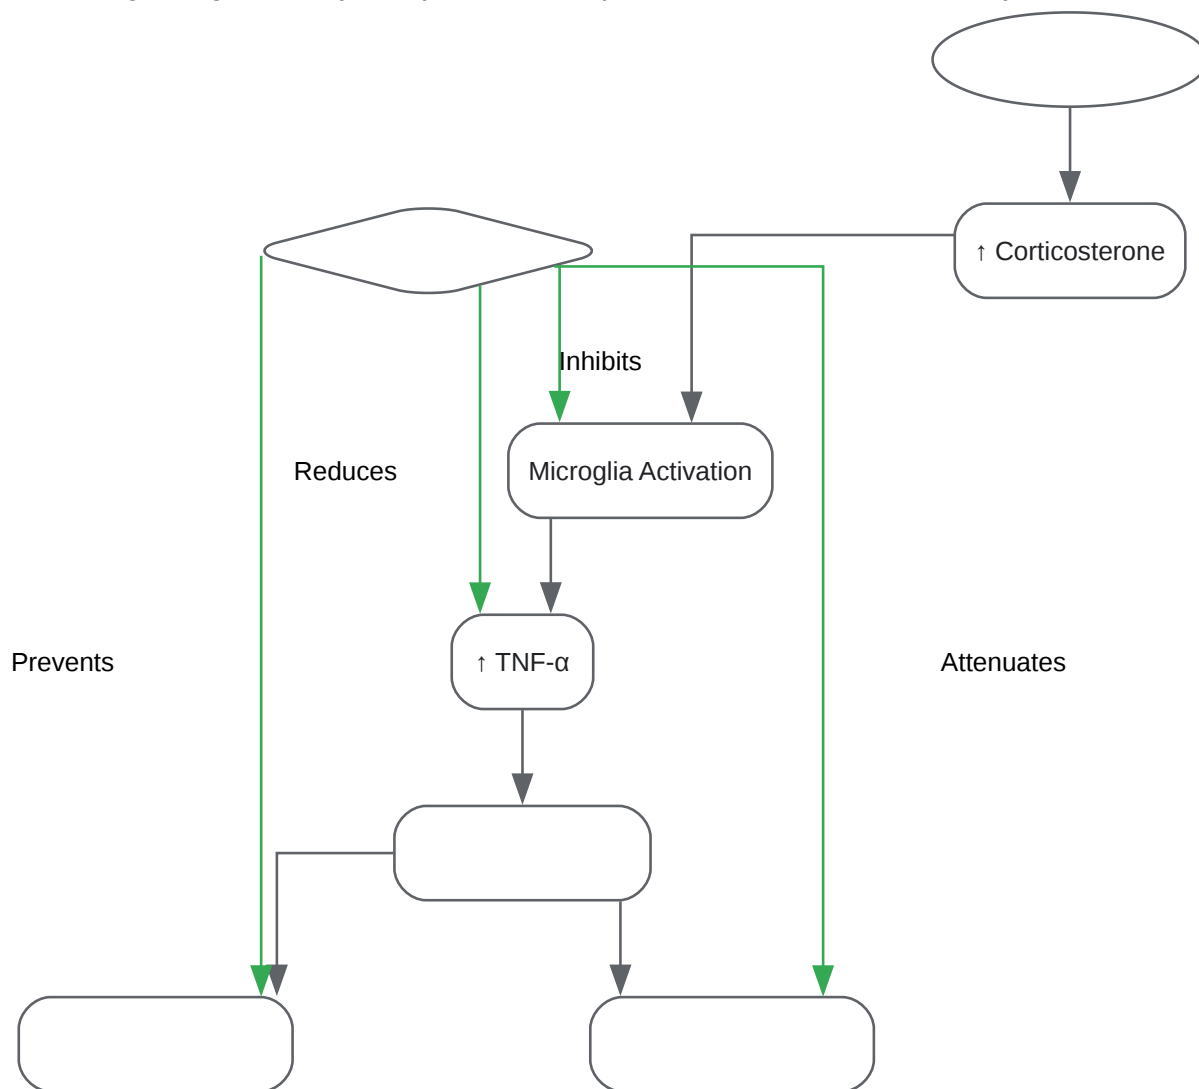 ↑ Corticosterone
Inhibits
Reduces
Microglia Activation
Prevents
↑ TNF-α
Attenuates